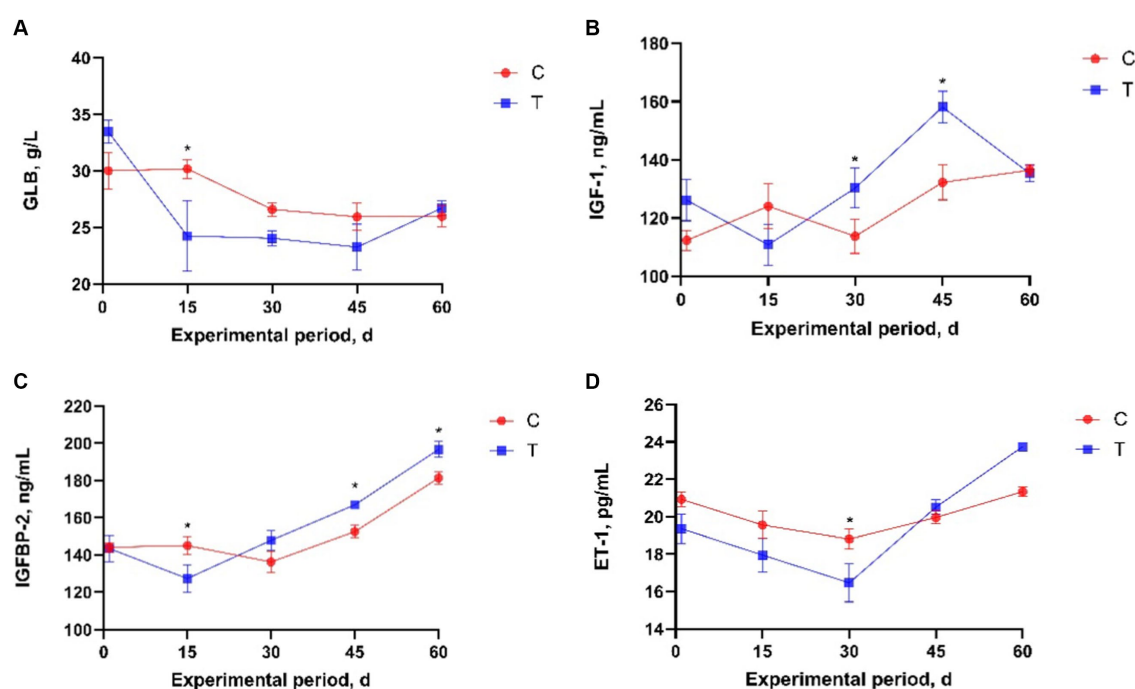 A
40
35
30
25
20
GLB, g/L
*
C
T
0 15 30 45 60
Experimental period, d
B
180
160
140
120
100
IGF-1, ng/mL
*
*
C
T
0 15 30 45 60
Experimental period, d
C
220
200
180
160
140
120
100
IGFBP-2, ng/mL
*
*
*
C
T
0 15 30 45 60
Experimental period, d
D
26
24
22
20
18
16
14
ET-1, pg/mL
*
C
T
0 15 30 45 60
Experimental period, d